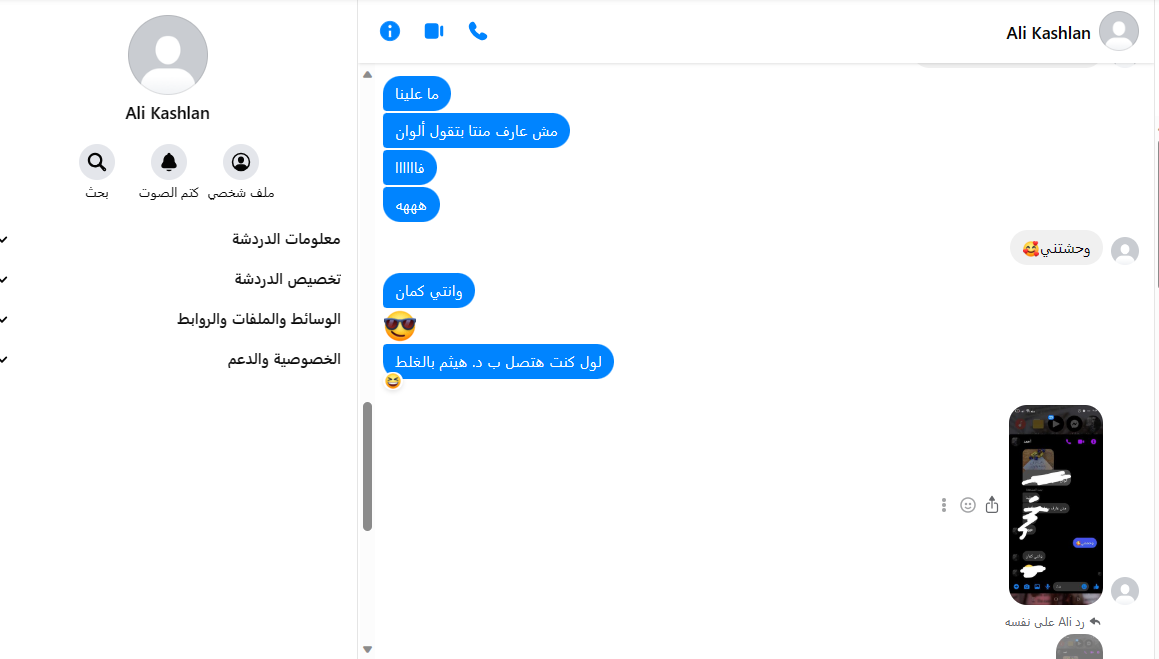 Ali Kashlan
ما علينا
مش عارف منتا بتقول ألوان
فاااااا
هههه
وحشتني🥰
وانتي كمان
😎
لول كنت هتصل ب د. هيثم بالغلط
😆
رد Ali على نفسه
Ali Kashlan
ملف شخصي
كتم الصوت
بحث
معلومات الدردشة
تخصيص الدردشة
الوسائط والملفات والروابط
الخصوصية والدعم